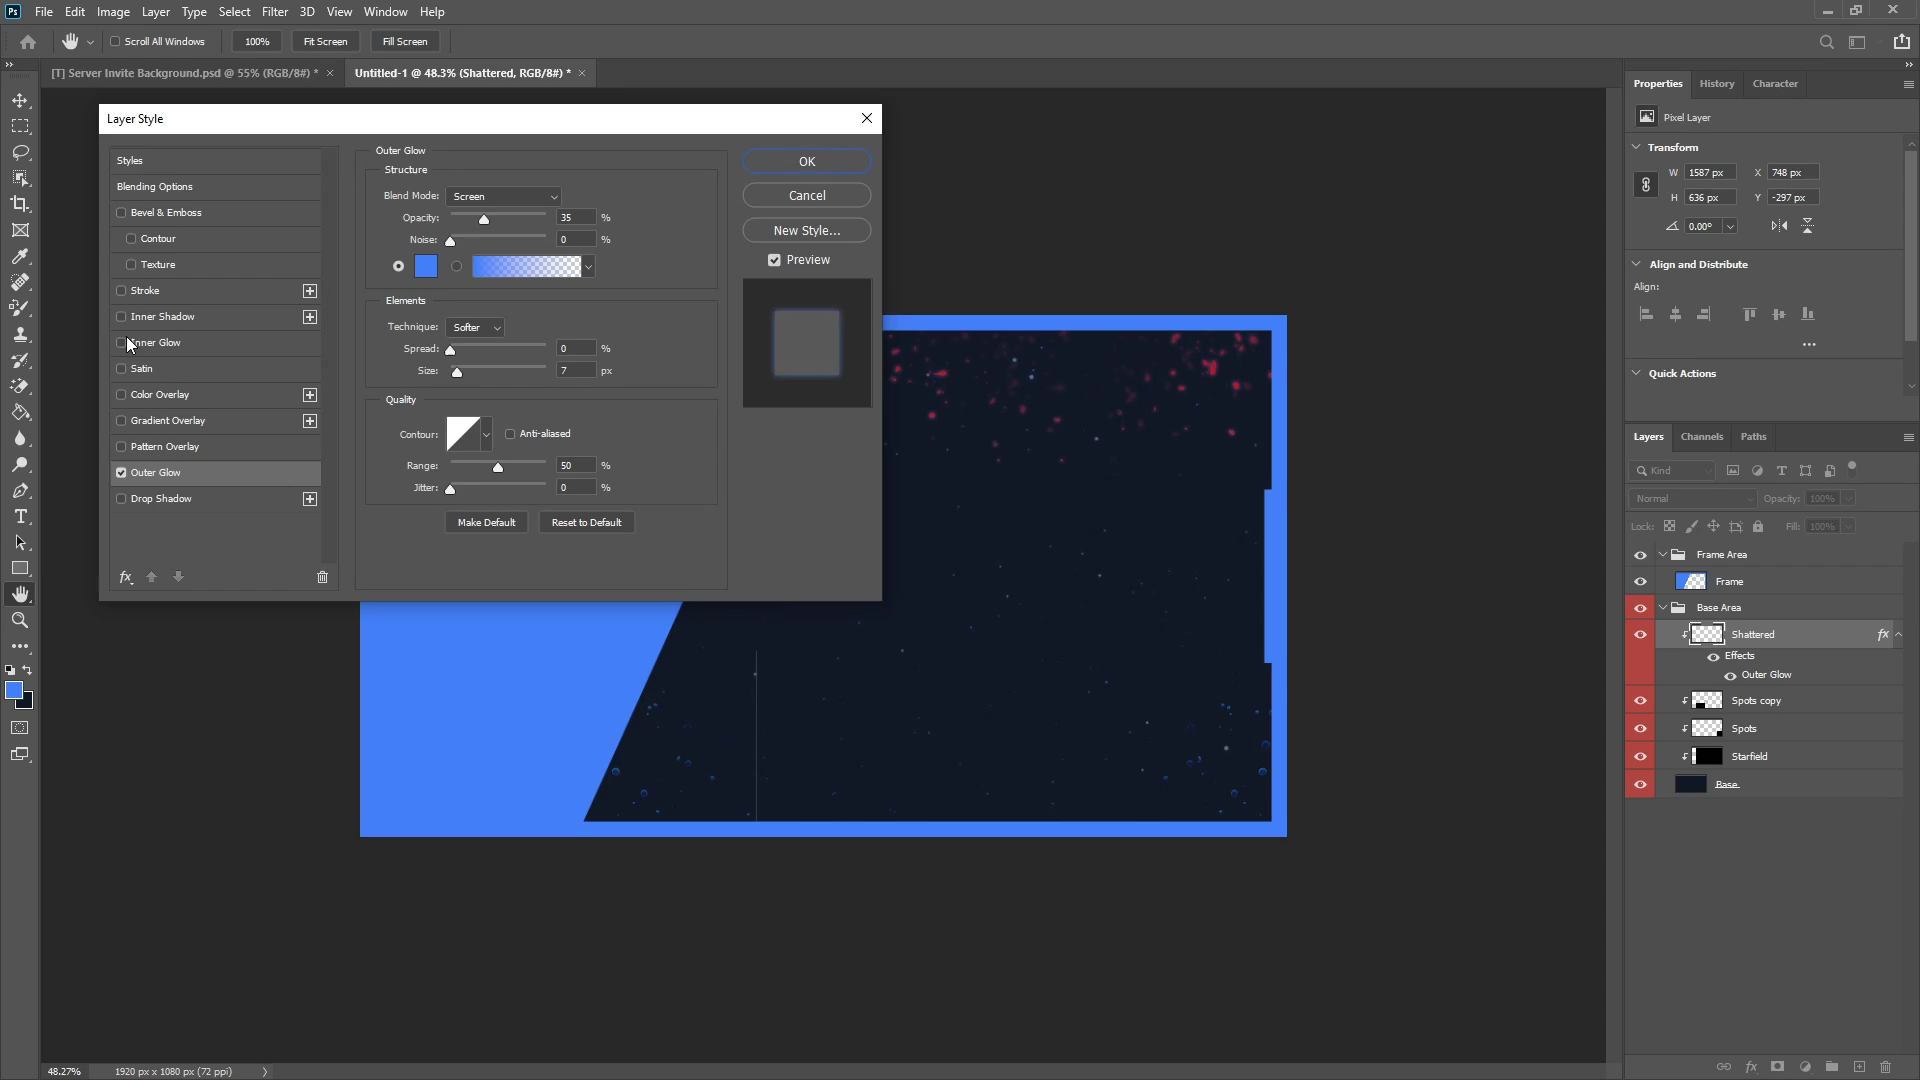 Ps File Edit Image Layer Type Select Filter 3D View Window Help
Scroll All Windows 100% Fit Screen Fill Screen
[T] Server Invite Background.psd @ 55% (RGB/8#) * × Untitled-1 @ 48.3% (Shattered, RGB/8#) * ×
Layer Style
Styles
Blending Options
Bevel & Emboss
Contour
Texture
Stroke
Inner Shadow
Inner Glow
Satin
Color Overlay
Gradient Overlay
Pattern Overlay
Outer Glow
Drop Shadow
fx
Outer Glow
Structure
Blend Mode: Screen
Opacity: 35 %
Noise: 0 %
Elements
Technique: Softer
Spread: 0 %
Size: 7 px
Quality
Contour: Anti-aliased
Range: 50 %
Jitter: 0 %
Make Default Reset to Default
OK
Cancel
New Style...
Preview
Properties History Character
Pixel Layer
Transform
W 1587 px X 748 px
H 636 px Y -297 px
0.00°
Align and Distribute
Align:
Quick Actions
Layers Channels Paths
Kind
Normal Opacity: 100%
Lock: Fill: 100%
Frame Area
Frame
Base Area
Shattered fx
Effects
Outer Glow
Spots copy
Spots
Starfield
Base
fx
48.27% 1920 px x 1080 px (72 ppi)